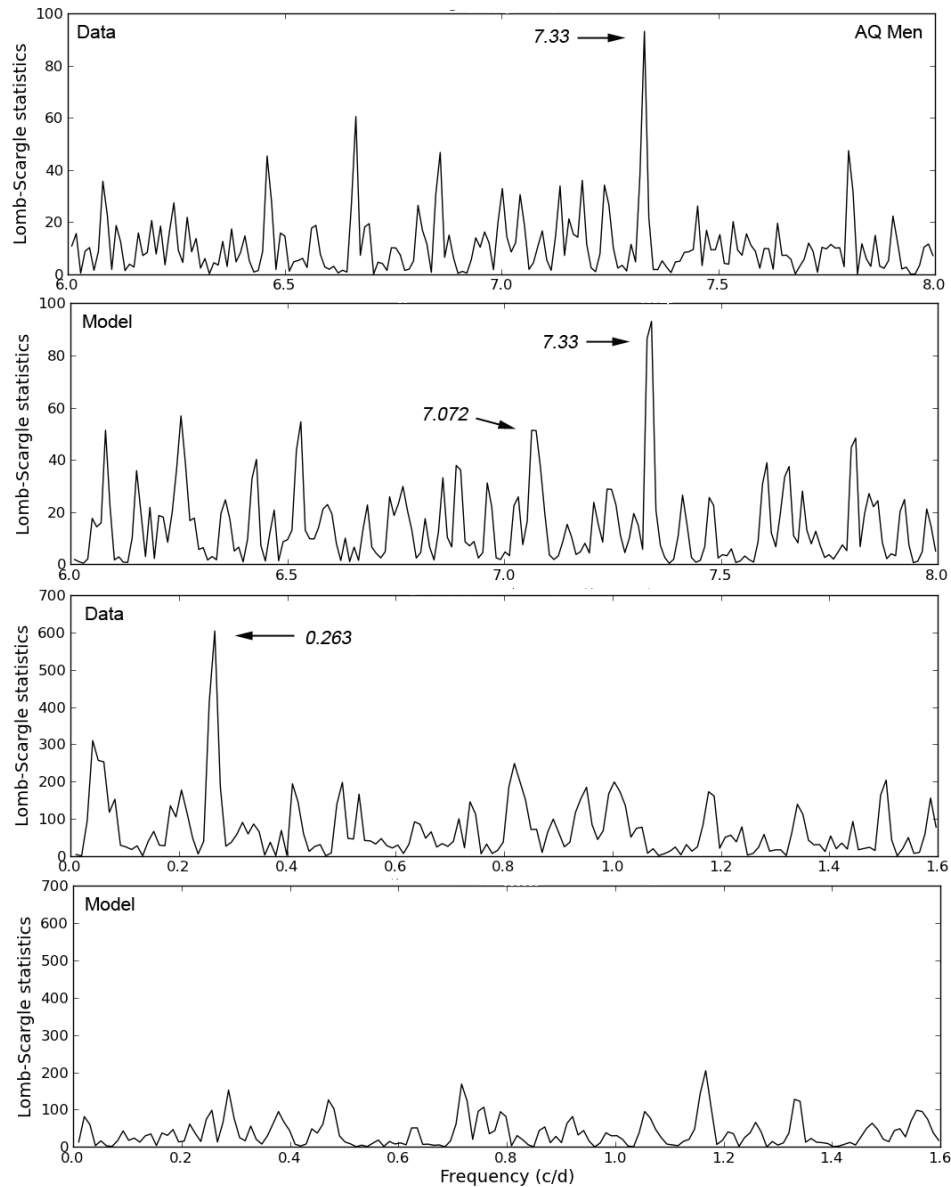 Data
7.33
AQ Men
Lomb-Scargle statistics
100
80
60
40
20
0
6.0 6.5 7.0 7.5 8.0
Model
7.33
7.072
Lomb-Scargle statistics
100
80
60
40
20
0
6.0 6.5 7.0 7.5 8.0
Data
0.263
Lomb-Scargle statistics
700
600
500
400
300
200
100
0
0.0 0.2 0.4 0.6 0.8 1.0 1.2 1.4 1.6
Model
Lomb-Scargle statistics
700
600
500
400
300
200
100
0
0.0 0.2 0.4 0.6 0.8 1.0 1.2 1.4 1.6
Frequency (c/d)